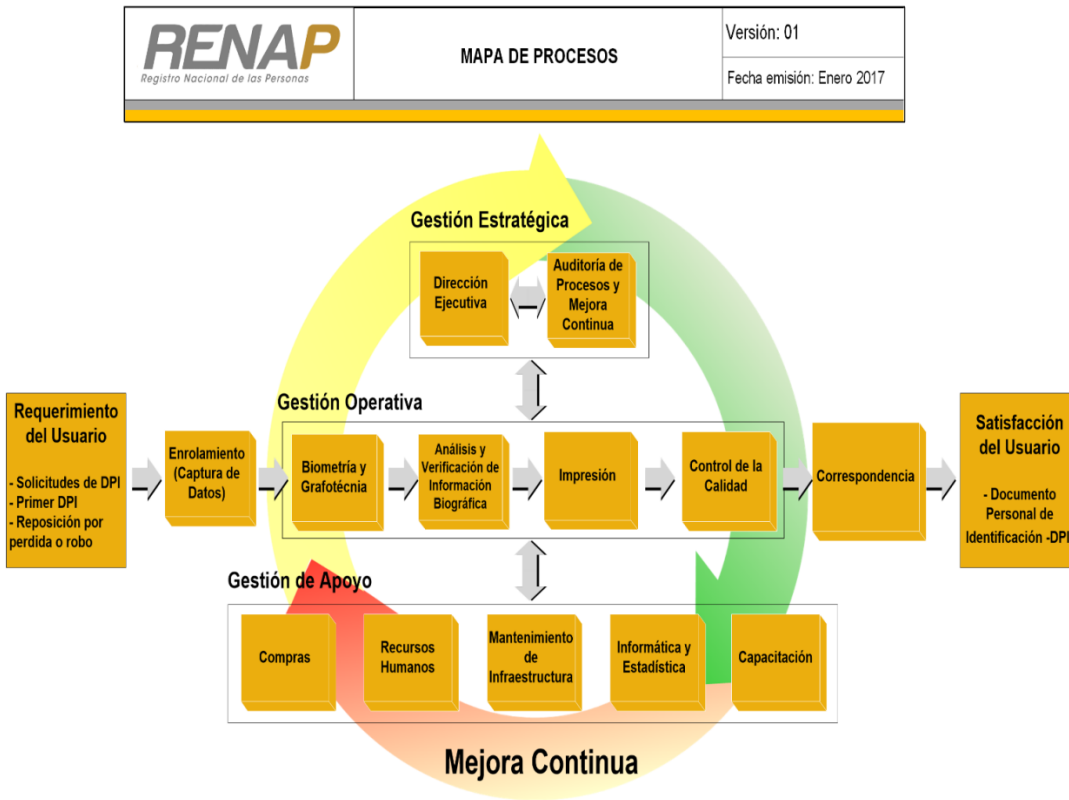 RENAP
Registro Nacional de las Personas
MAPA DE PROCESOS
Versión: 01
Fecha emisión: Enero 2017
Gestión Estratégica
Dirección
Ejecutiva
Auditoría de
Procesos y
Mejora
Continua
Gestión Operativa
Requerimiento
del Usuario
- Solicitudes de DPI
- Primer DPI
- Reposición por
perdida o robo
Enrolamiento
(Captura de
Datos)
Biometría y
Grafotécnia
Análisis y
Verificación de
Información
Biográfica
Impresión
Control de la
Calidad
Correspondencia
Satisfacción
del Usuario
- Documento
Personal de
Identificación -DPI
Gestión de Apoyo
Compras
Recursos
Humanos
Mantenimiento
de
Infraestructura
Informática y
Estadística
Capacitación
Mejora Continua